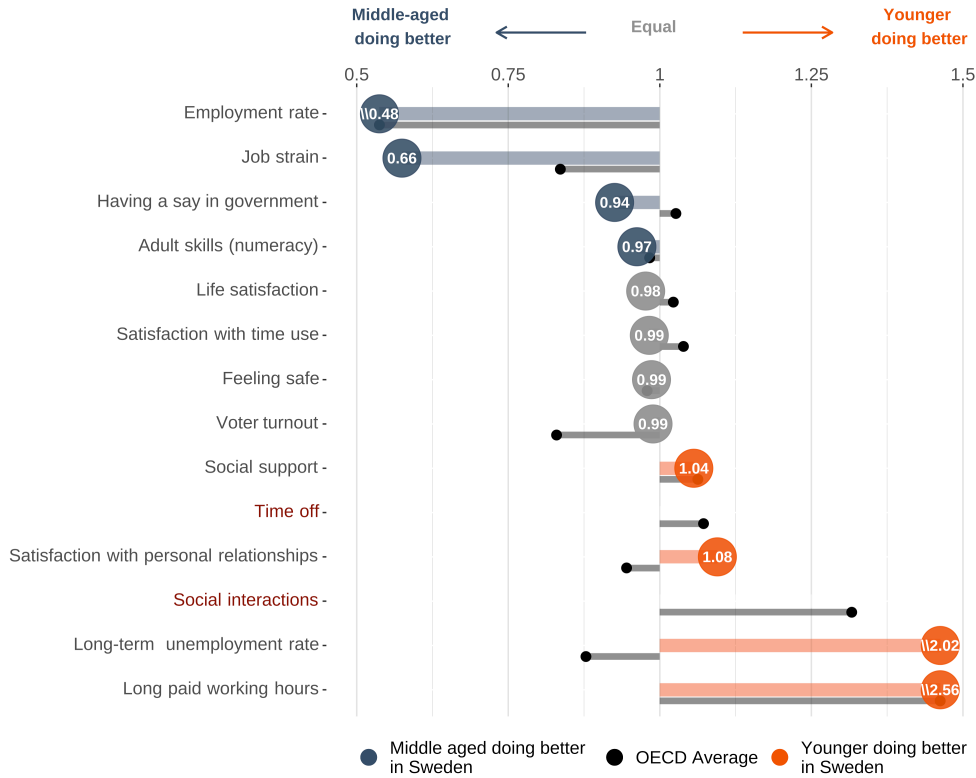 Middle-aged
doing better
Equal
Younger
doing better
0.5 0.75 1 1.25 1.5
Employment rate \\0.48
Job strain 0.66
Having a say in government 0.94
Adult skills (numeracy) 0.97
Life satisfaction 0.98
Satisfaction with time use 0.99
Feeling safe 0.99
Voter turnout 0.99
Social support 1.04
Time off
Satisfaction with personal relationships 1.08
Social interactions
Long-term unemployment rate \\2.02
Long paid working hours \\2.56
Middle aged doing better
in Sweden
OECD Average
Younger doing better
in Sweden